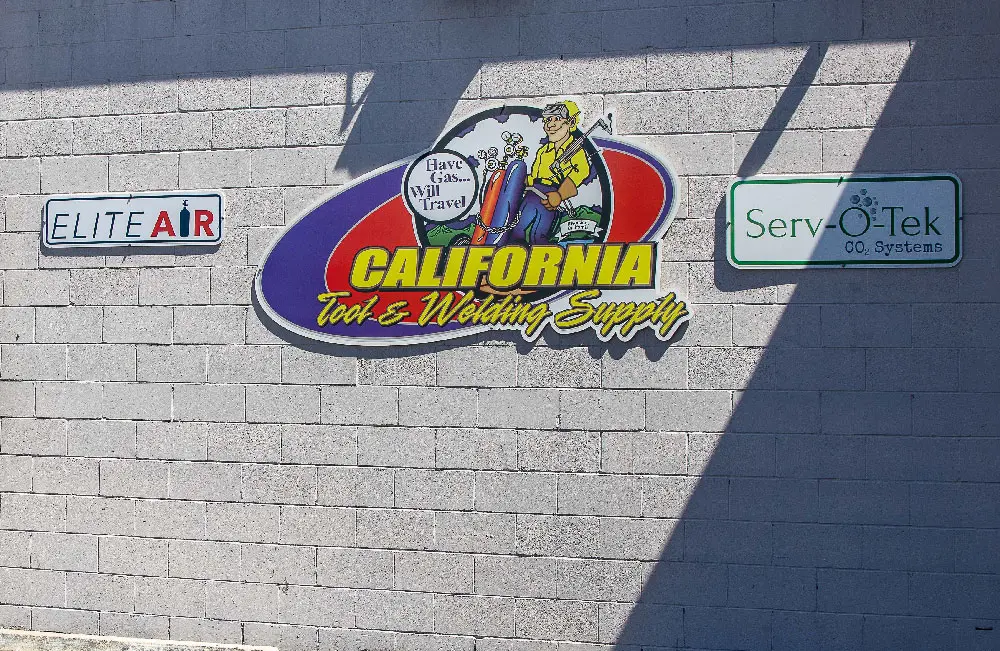 ELITE AIR
Have
Gas...
Will
Travel
CALIFORNIA
Tool & Welding Supply
Serv-O-Tek
CO2 Systems